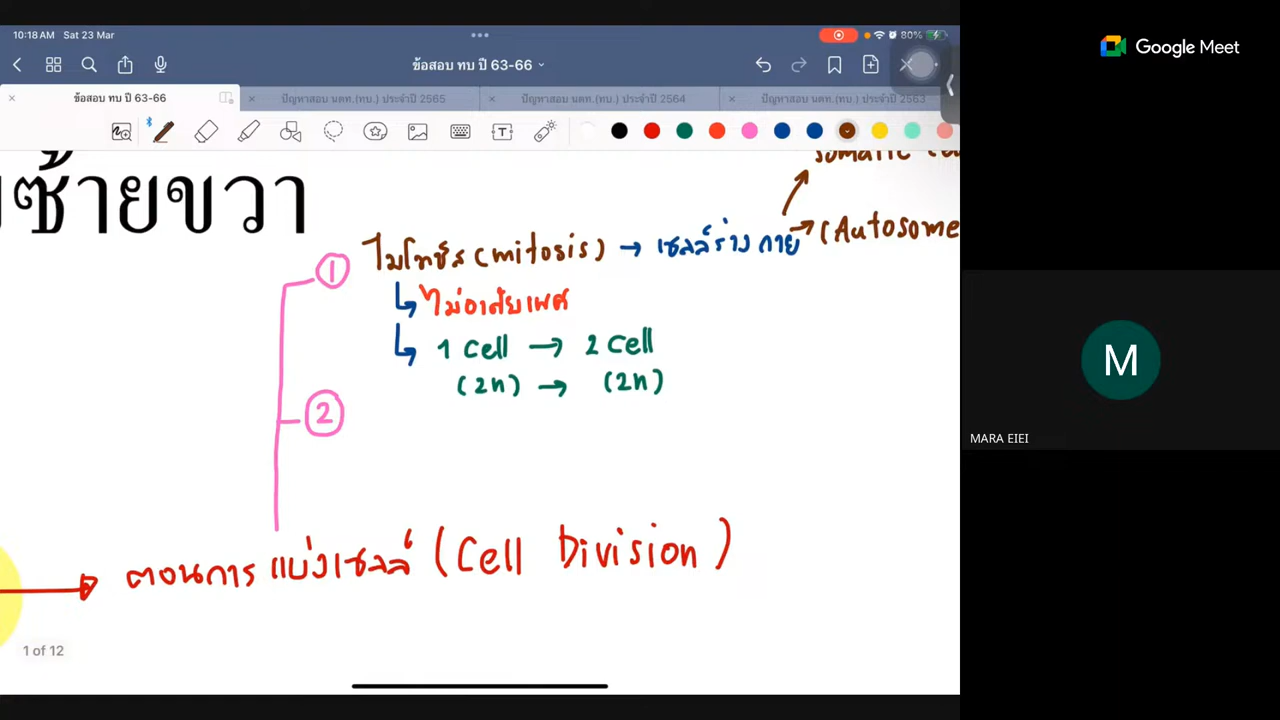 10:18 AM Sat 23 Mar
80%
Google Meet
ข้อสอบ ทบ ปี 63-66
ข้อสอบ ทบ ปี 63-66
ปัญหาสอบ นดท.(ทบ.) ประจำปี 2565
ปัญหาสอบ นดท.(ทบ.) ประจำปี 2564
ปัญหาสอบ นดท.(ทบ.) ประจำปี 2563
T
somatic
ซ้ายขวา
① ไมโทซิส (mitosis) → เซลล์ร่างกาย → (Autosome
↳ ไม่อาศัยเพศ
↳ 1 Cell → 2 Cell
(2n) → (2n)
②
M
MARA EIEI
ตอนการแบ่งเซลล์ (Cell Division)
1 of 12